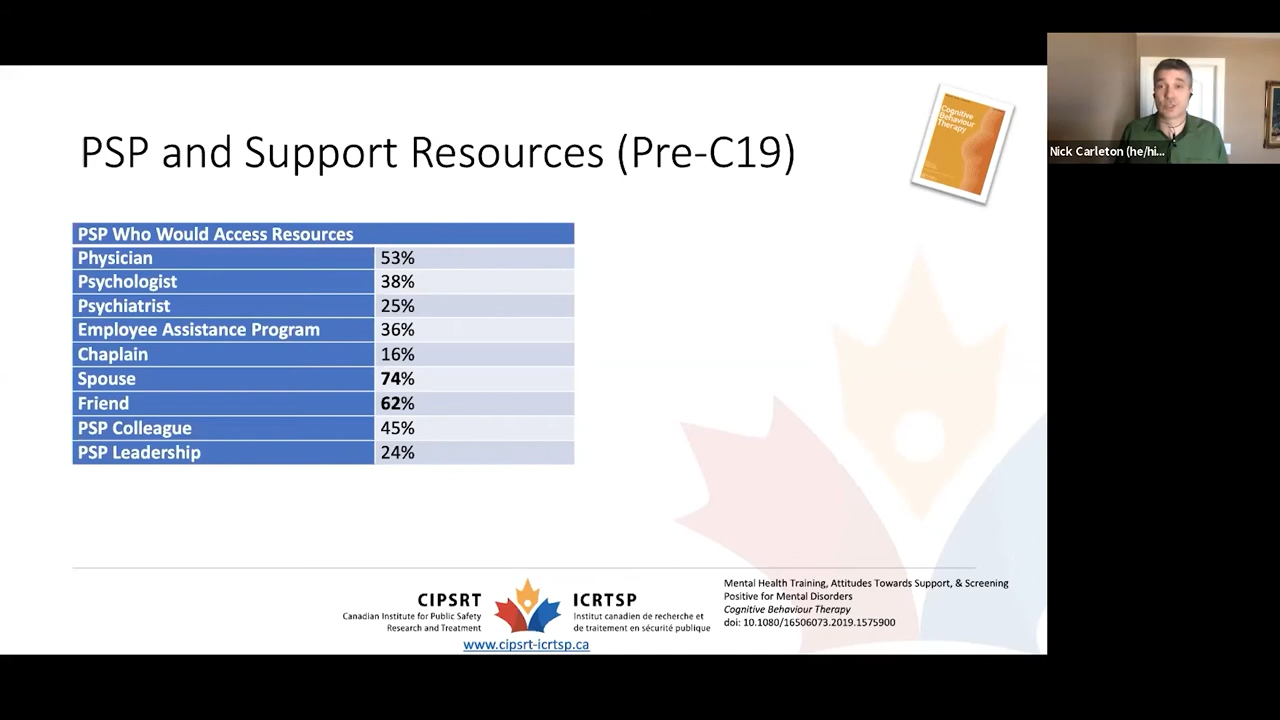 PSP and Support Resources (Pre-C19)
Cognitive
Behaviour
Therapy
Nick Carleton (he/hi...
PSP Who Would Access Resources
Physician 53%
Psychologist 38%
Psychiatrist 25%
Employee Assistance Program 36%
Chaplain 16%
Spouse 74%
Friend 62%
PSP Colleague 45%
PSP Leadership 24%
CIPSRT
Canadian Institute for Public Safety
Research and Treatment
ICRTSP
Institut canadien de recherche et
de traitement en sécurité publique
www.cipsrt-icrtsp.ca
Mental Health Training, Attitudes Towards Support, & Screening
Positive for Mental Disorders
Cognitive Behaviour Therapy
doi: 10.1080/16506073.2019.1575900